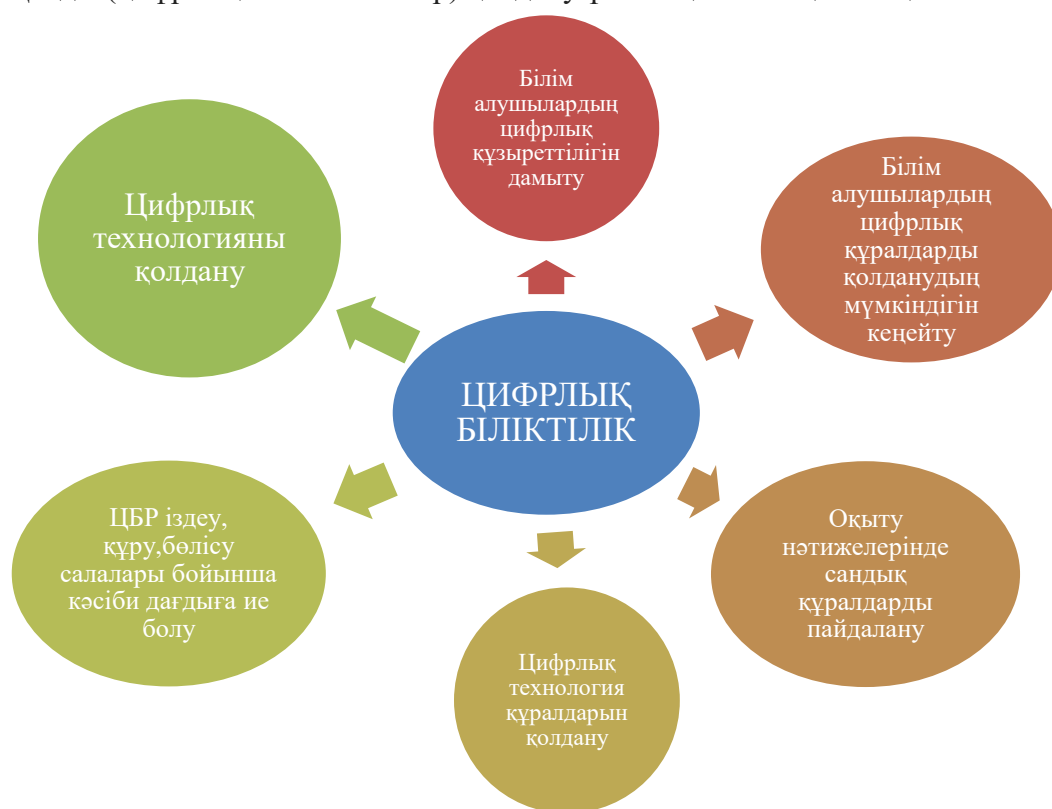 Білім
алушылардың
цифрлық
құзыреттілігін
дамыту
Білім
алушылардың
цифрлық
құралдарды
қолданудың
мүмкіндігін
кеңейту
Оқыту
нәтижелерінде
сандық
құралдарды
пайдалану
Цифрлық
технология
құралдарын
қолдану
ЦБР іздеу,
құру,бөлісу
салалары бойынша
кәсіби дағдыға ие
болу
Цифрлық
технологияны
қолдану
ЦИФРЛЫҚ
БІЛІКТІЛІК